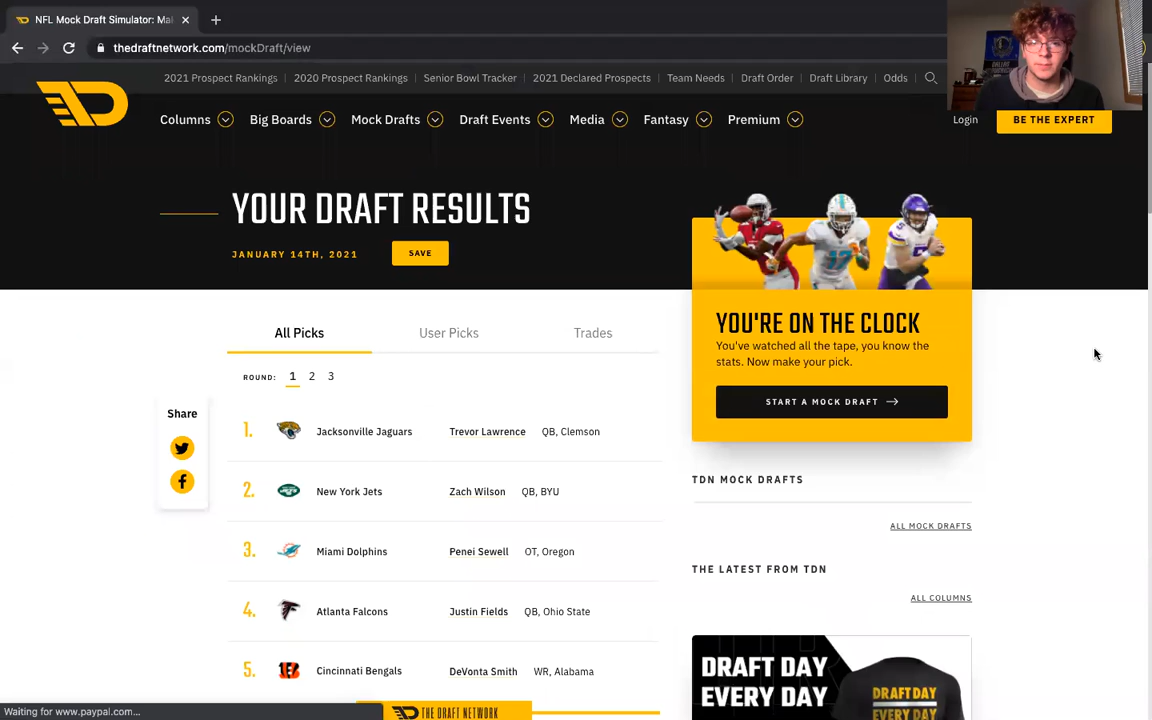 NFL Mock Draft Simulator: Ma
thedraftnetwork.com/mockDraft/view
2021 Prospect Rankings 2020 Prospect Rankings Senior Bowl Tracker 2021 Declared Prospects Team Needs Draft Order Draft Library Odds
Columns Big Boards Mock Drafts Draft Events Media Fantasy Premium Login BE THE EXPERT
YOUR DRAFT RESULTS
JANUARY 14TH, 2021 SAVE
YOU'RE ON THE CLOCK
You've watched all the tape, you know the
stats. Now make your pick.
START A MOCK DRAFT
All Picks User Picks Trades
ROUND: 1 2 3
Share
1. Jacksonville Jaguars Trevor Lawrence QB, Clemson
2. New York Jets Zach Wilson QB, BYU
3. Miami Dolphins Penei Sewell OT, Oregon
4. Atlanta Falcons Justin Fields QB, Ohio State
5. Cincinnati Bengals DeVonta Smith WR, Alabama
TDN MOCK DRAFTS
ALL MOCK DRAFTS
THE LATEST FROM TDN
ALL COLUMNS
DRAFT DAY
EVERY DAY
DRAFT DAY
EVERY DAY
THE DRAFT NETWORK
Waiting for www.paypal.com...